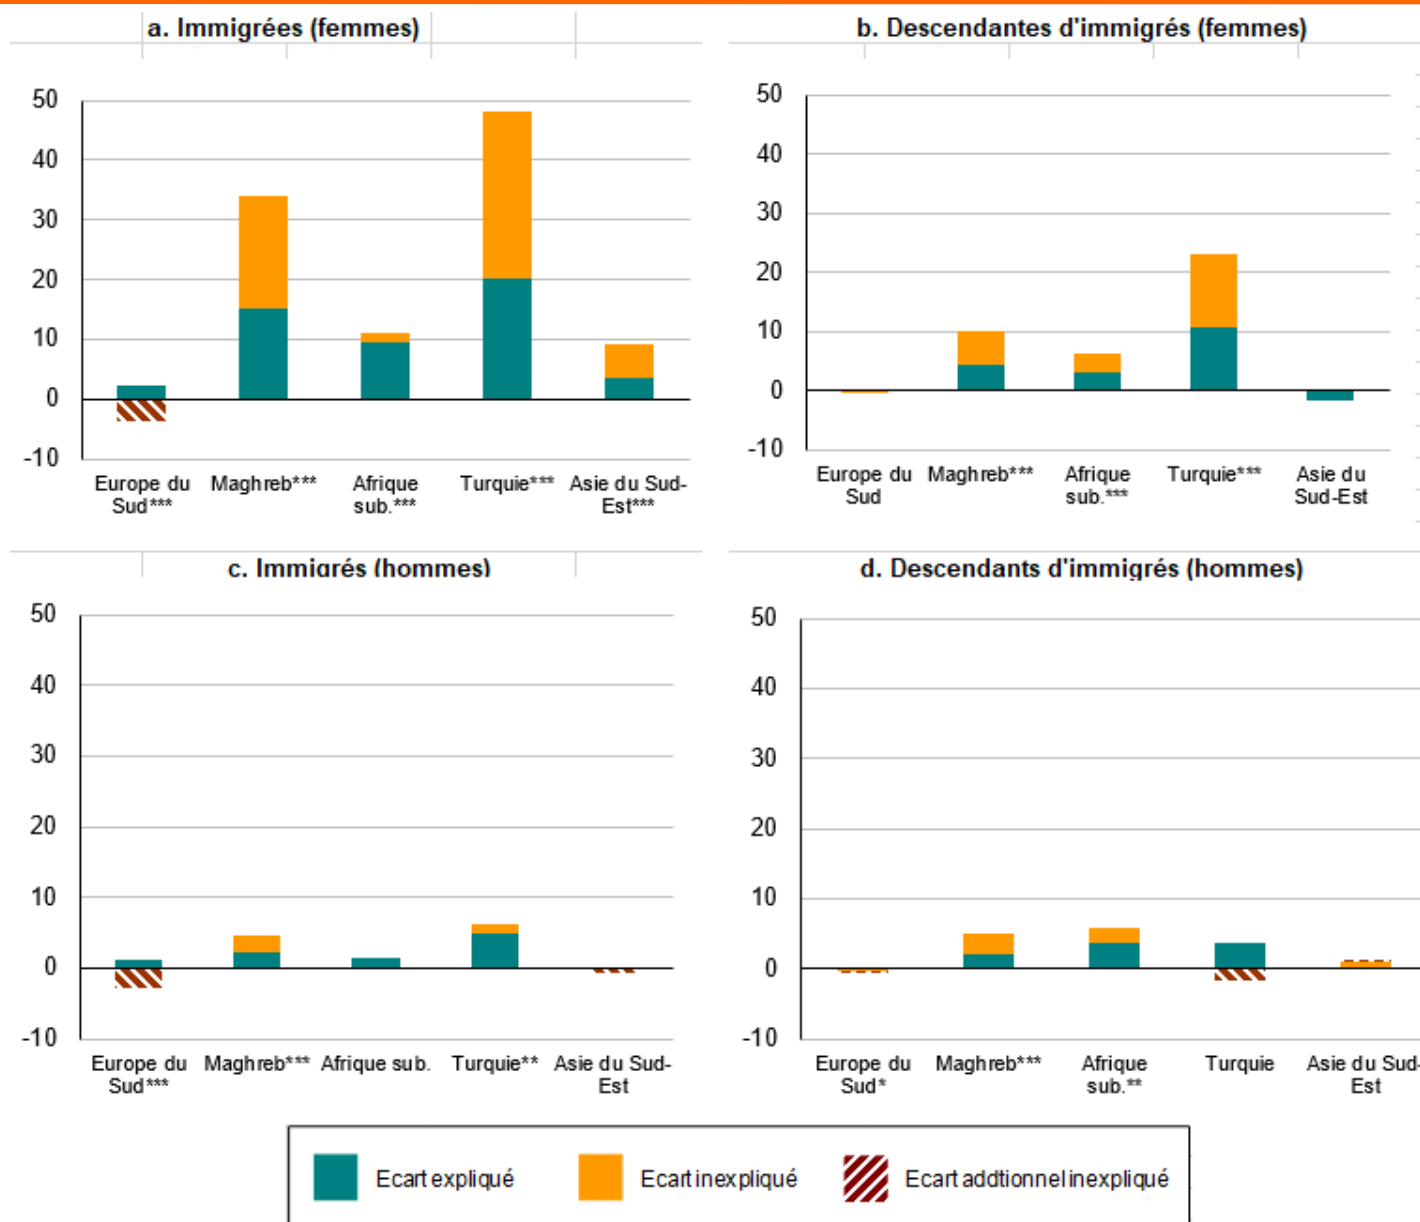 a. Immigrées (femmes)
50
40
30
20
10
0
-10
Europe du Sud***
Maghreb***
Afrique sub.***
Turquie***
Asie du Sud-Est***
b. Descendantes d'immigrés (femmes)
50
40
30
20
10
0
-10
Europe du Sud
Maghreb***
Afrique sub.***
Turquie***
Asie du Sud-Est
c. Immigrés (hommes)
50
40
30
20
10
0
-10
Europe du Sud***
Maghreb***
Afrique sub.
Turquie**
Asie du Sud-Est
d. Descendants d'immigrés (hommes)
50
40
30
20
10
0
-10
Europe du Sud*
Maghreb***
Afrique sub.**
Turquie
Asie du Sud-Est
Ecart expliqué
Ecart inexpliqué
Ecart addtionnel inexpliqué